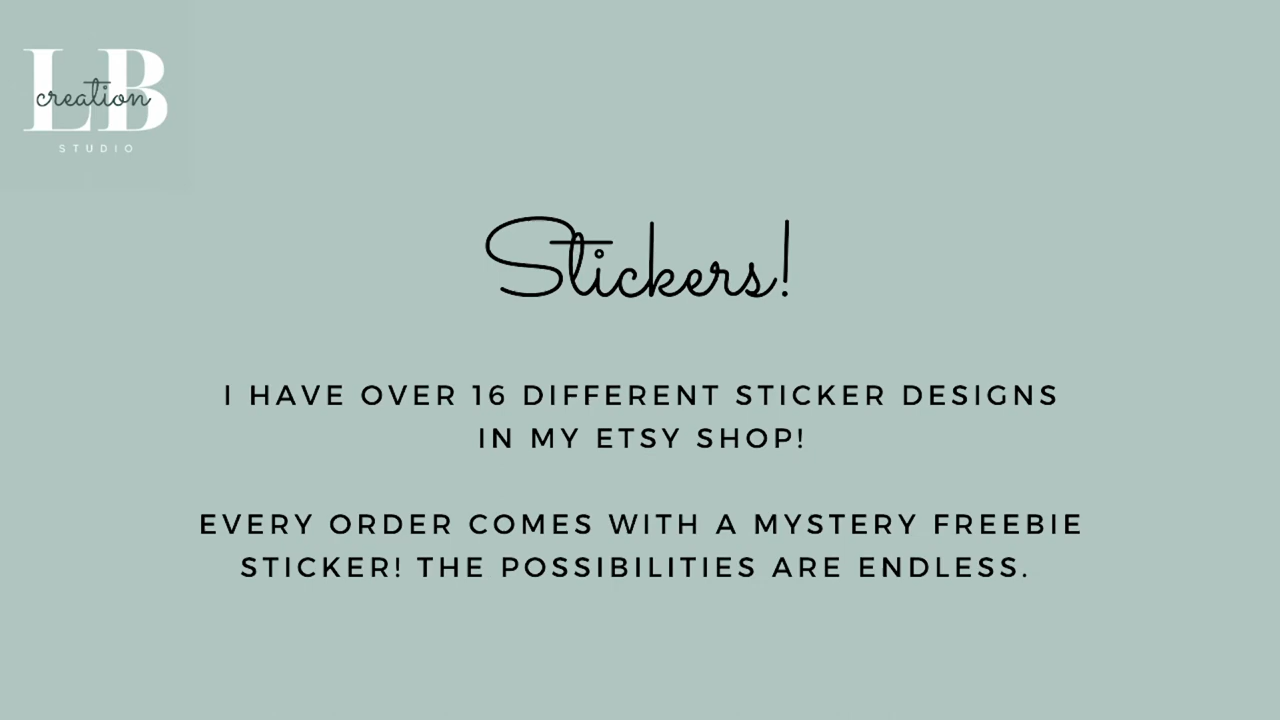 LB
creation
STUDIO
Stickers!
I HAVE OVER 16 DIFFERENT STICKER DESIGNS
IN MY ETSY SHOP!
EVERY ORDER COMES WITH A MYSTERY FREEBIE
STICKER! THE POSSIBILITIES ARE ENDLESS.